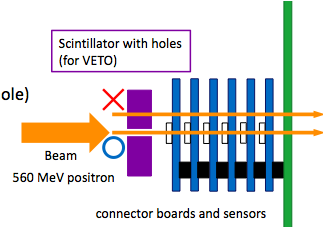 Scintillator with holes
(for VETO)
ole)
Beam
560 MeV positron
connector boards and sensors